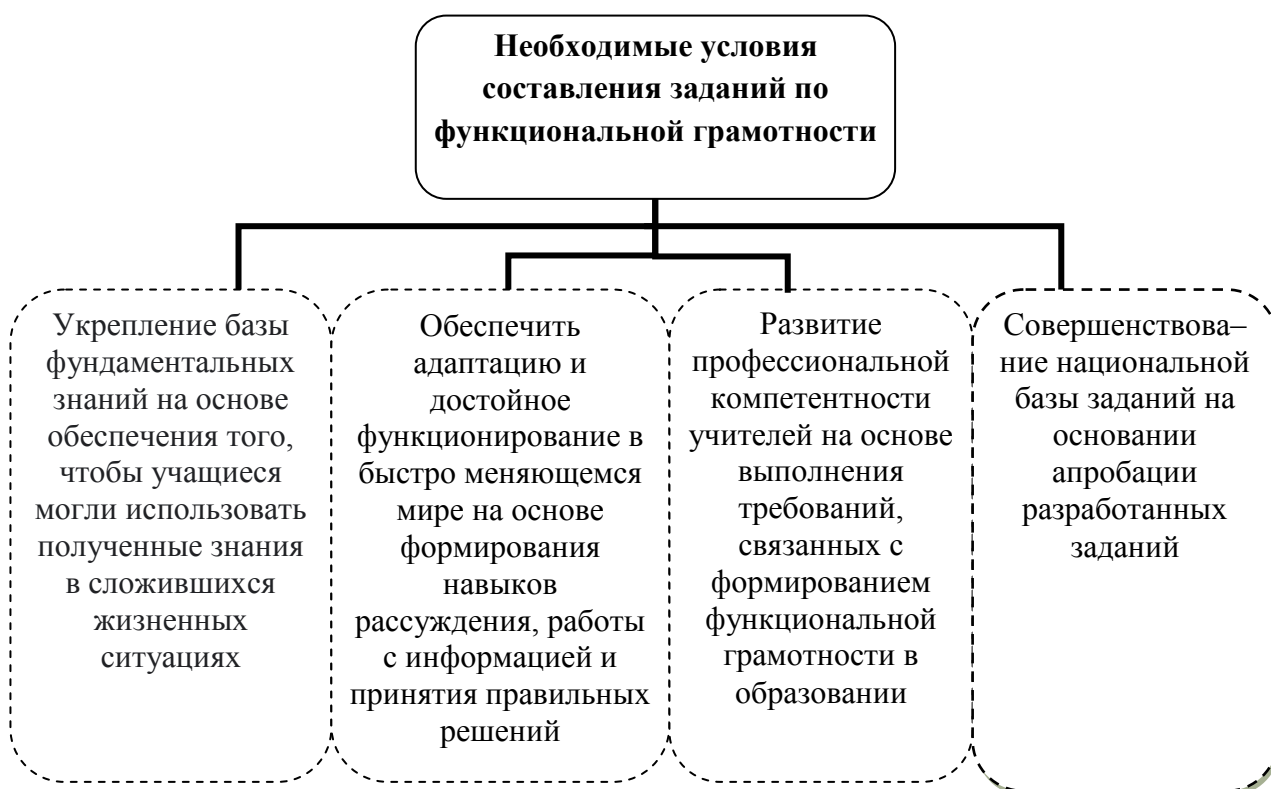 Необходимые условия
составления заданий по
функциональной грамотности
Укрепление базы
фундаментальных
знаний на основе
обеспечения того,
чтобы учащиеся
могли использовать
полученные знания
в сложившихся
жизненных
ситуациях
Обеспечить
адаптацию и
достойное
функционирование в
быстро меняющемся
мире на основе
формирования
навыков
рассуждения, работы
с информацией и
принятия правильных
решений
Развитие
профессиональной
компетентности
учителей на основе
выполнения
требований,
связанных с
формированием
функциональной
грамотности в
образовании
Совершенствова–
ние национальной
базы заданий на
основании
апробации
разработанных
заданий